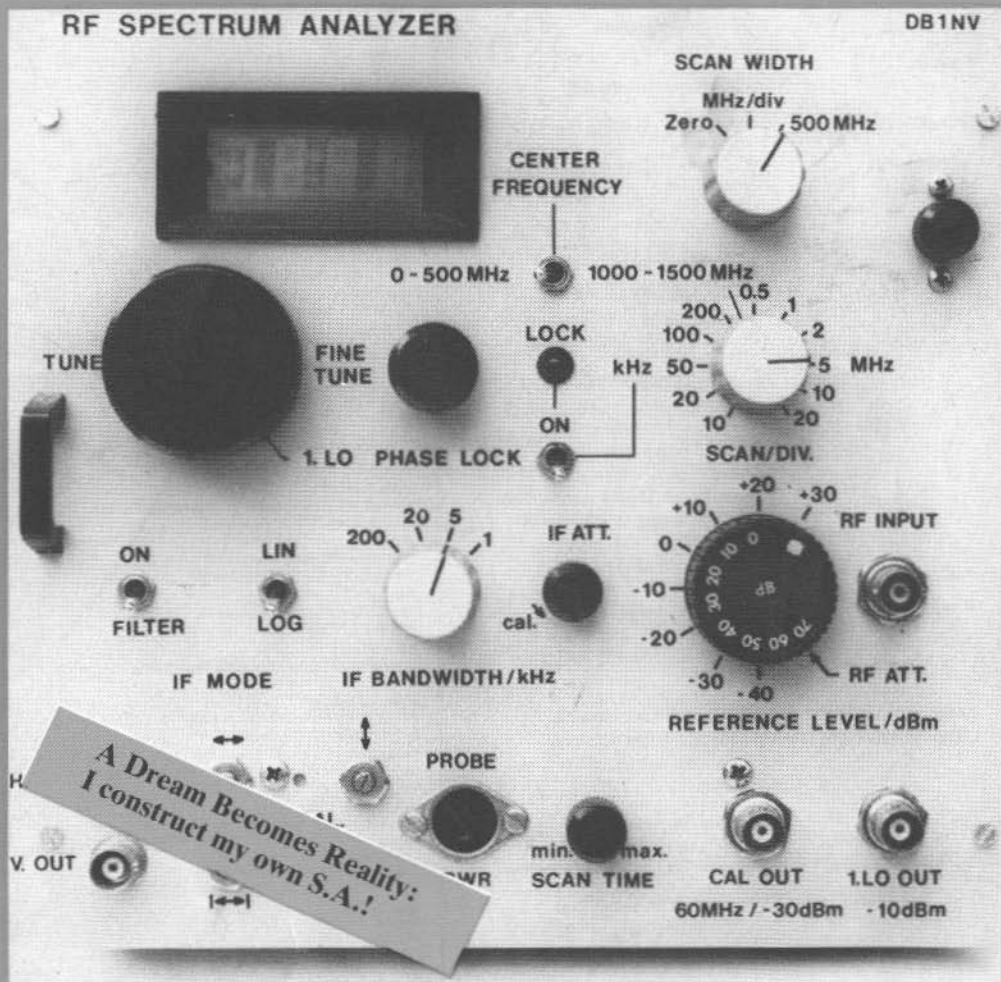 RF SPECTRUM ANALYZER
DB1NV
SCAN WIDTH
MHz/div
Zero
500 MHz
CENTER
FREQUENCY
0-500 MHz
1000-1500 MHz
TUNE
FINE
TUNE
LOCK
ON
kHz
1. LO PHASE LOCK
200
0.5
1
100
2
50
5
MHz
20
10
10
20
SCAN/DIV.
ON
FILTER
LIN
LOG
IF MODE
200
20
5
1
IF BANDWIDTH/kHz
IF ATT.
cal.
+20
+10
+30
0
-10
-20
-30
-40
0
10
20
30
40
50
60
70
dB
RF INPUT
RF ATT.
REFERENCE LEVEL/dBm
A Dream Becomes Reality:
I construct my own S.A.!
H
V. OUT
PROBE
PWR
min.
max.
SCAN TIME
CAL OUT
60MHz / -30dBm
1.LO OUT
-10dBm